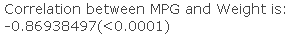 Correlation between MPG and Weight is:
-0.86938497(<0.0001)